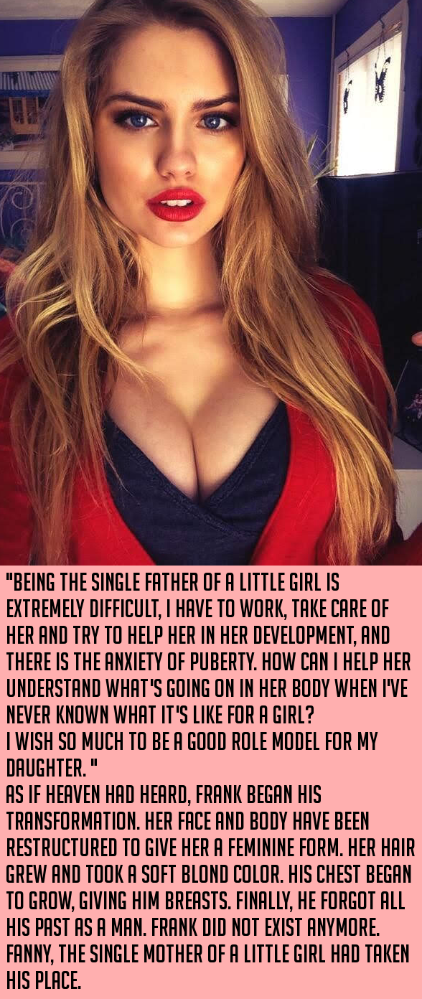 "BEING THE SINGLE FATHER OF A LITTLE GIRL IS
EXTREMELY DIFFICULT, I HAVE TO WORK, TAKE CARE OF
HER AND TRY TO HELP HER IN HER DEVELOPMENT, AND
THERE IS THE ANXIETY OF PUBERTY. HOW CAN I HELP HER
UNDERSTAND WHAT'S GOING ON IN HER BODY WHEN I'VE
NEVER KNOWN WHAT IT'S LIKE FOR A GIRL?
I WISH SO MUCH TO BE A GOOD ROLE MODEL FOR MY
DAUGHTER. "
AS IF HEAVEN HAD HEARD, FRANK BEGAN HIS
TRANSFORMATION. HER FACE AND BODY HAVE BEEN
RESTRUCTURED TO GIVE HER A FEMININE FORM. HER HAIR
GREW AND TOOK A SOFT BLOND COLOR. HIS CHEST BEGAN
TO GROW, GIVING HIM BREASTS. FINALLY, HE FORGOT ALL
HIS PAST AS A MAN. FRANK DID NOT EXIST ANYMORE.
FANNY, THE SINGLE MOTHER OF A LITTLE GIRL HAD TAKEN
HIS PLACE.